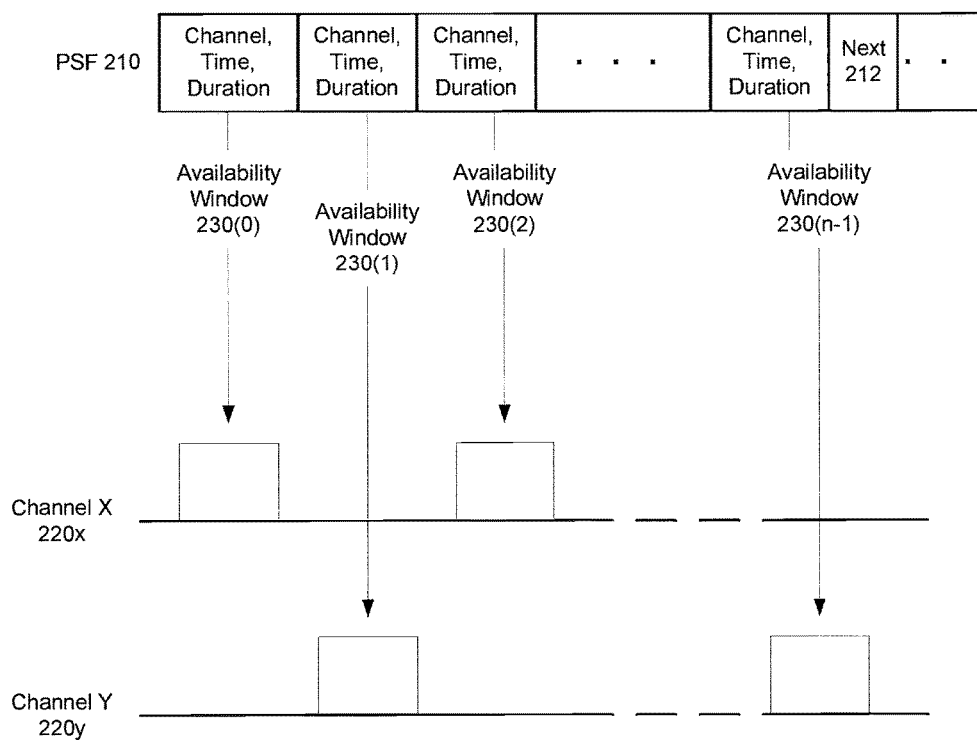 PSF 210
Channel,
Time,
Duration
Channel,
Time,
Duration
Channel,
Time,
Duration
. . .
Channel,
Time,
Duration
Next
212
. .
Availability
Window
230(0)
Availability
Window
230(1)
Availability
Window
230(2)
Availability
Window
230(n-1)
Channel X
220x
Channel Y
220y